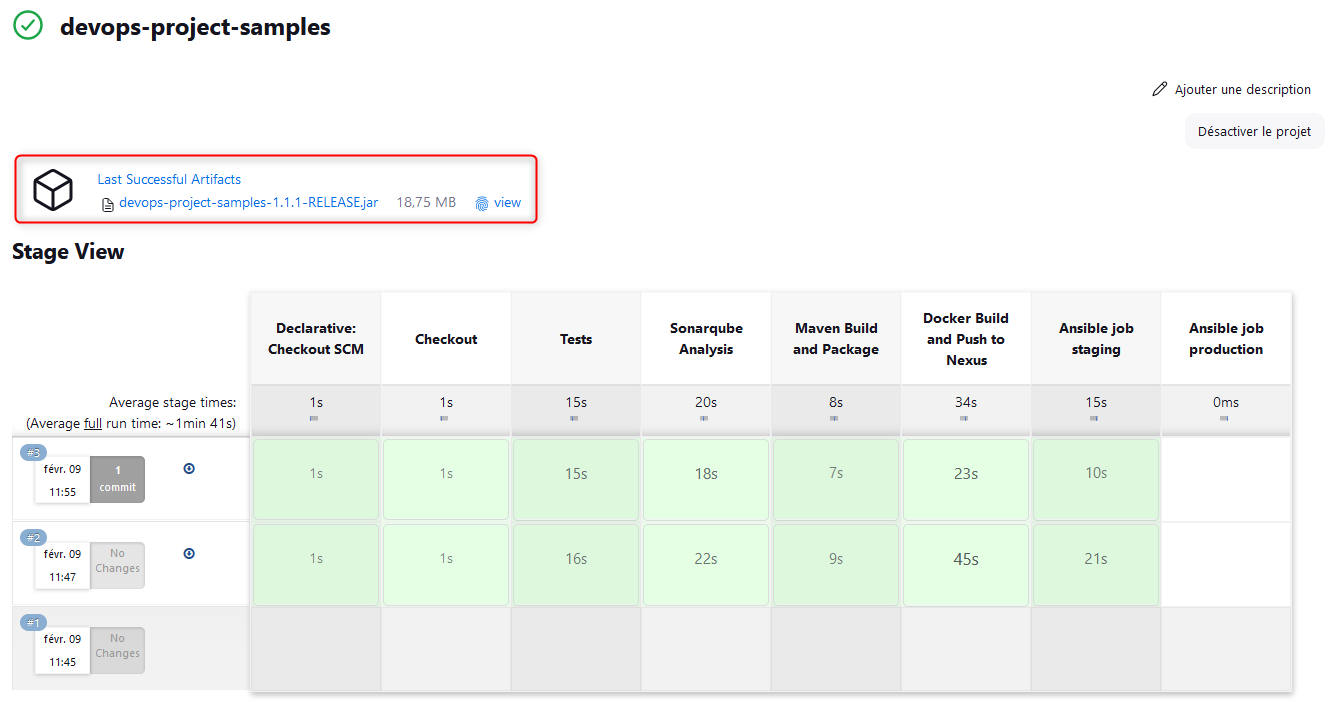 devops-project-samples
Ajouter une description
Désactiver le projet
Last Successful Artifacts
devops-project-samples-1.1.1-RELEASE.jar 18,75 MB view
Stage View
Declarative: Checkout SCM
Checkout
Tests
Sonarqube Analysis
Maven Build and Package
Docker Build and Push to Nexus
Ansible job staging
Ansible job production
Average stage times:
(Average full run time: ~1min 41s)
1s 1s 15s 20s 8s 34s 15s 0ms
#3
févr. 09
11:55
1
commit
1s 1s 15s 18s 7s 23s 10s
#2
févr. 09
11:47
No
Changes
1s 1s 16s 22s 9s 45s 21s
#1
févr. 09
11:45
No
Changes